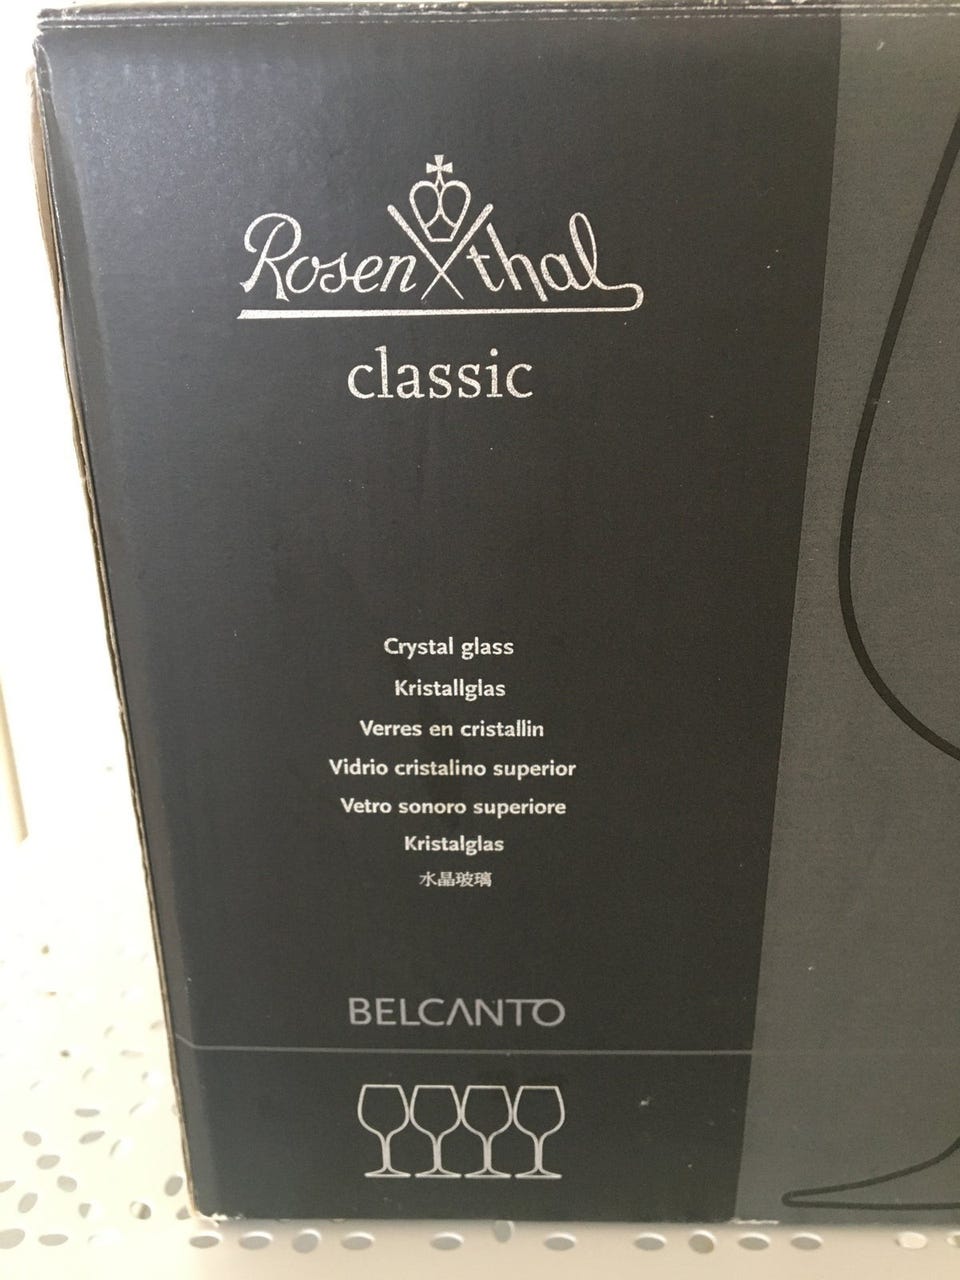 Rosenthal
classic
Crystal glass
Kristallglas
Verres en cristallin
Vidrio cristalino superior
Vetro sonoro superiore
Kristalglas
水晶玻璃
BELCANTO